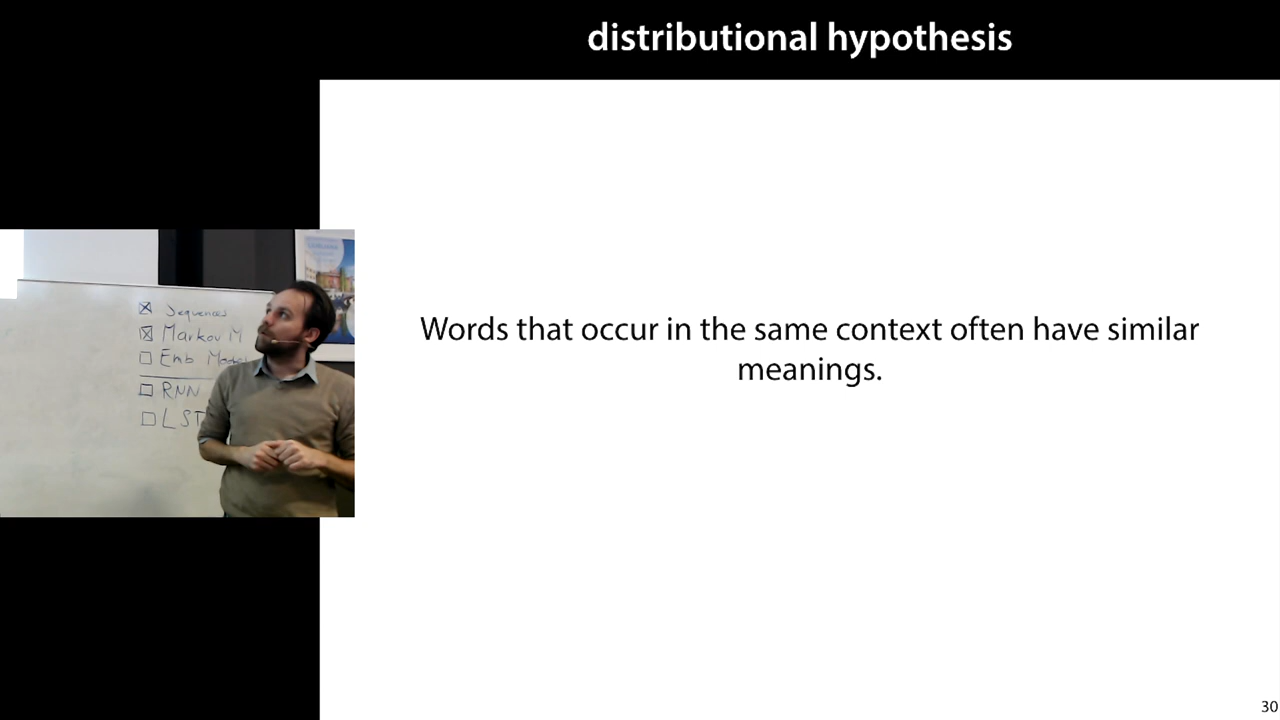 distributional hypothesis
Words that occur in the same context often have similar
meanings.
Sequences
Markov M
Emb
RNN
LST
30